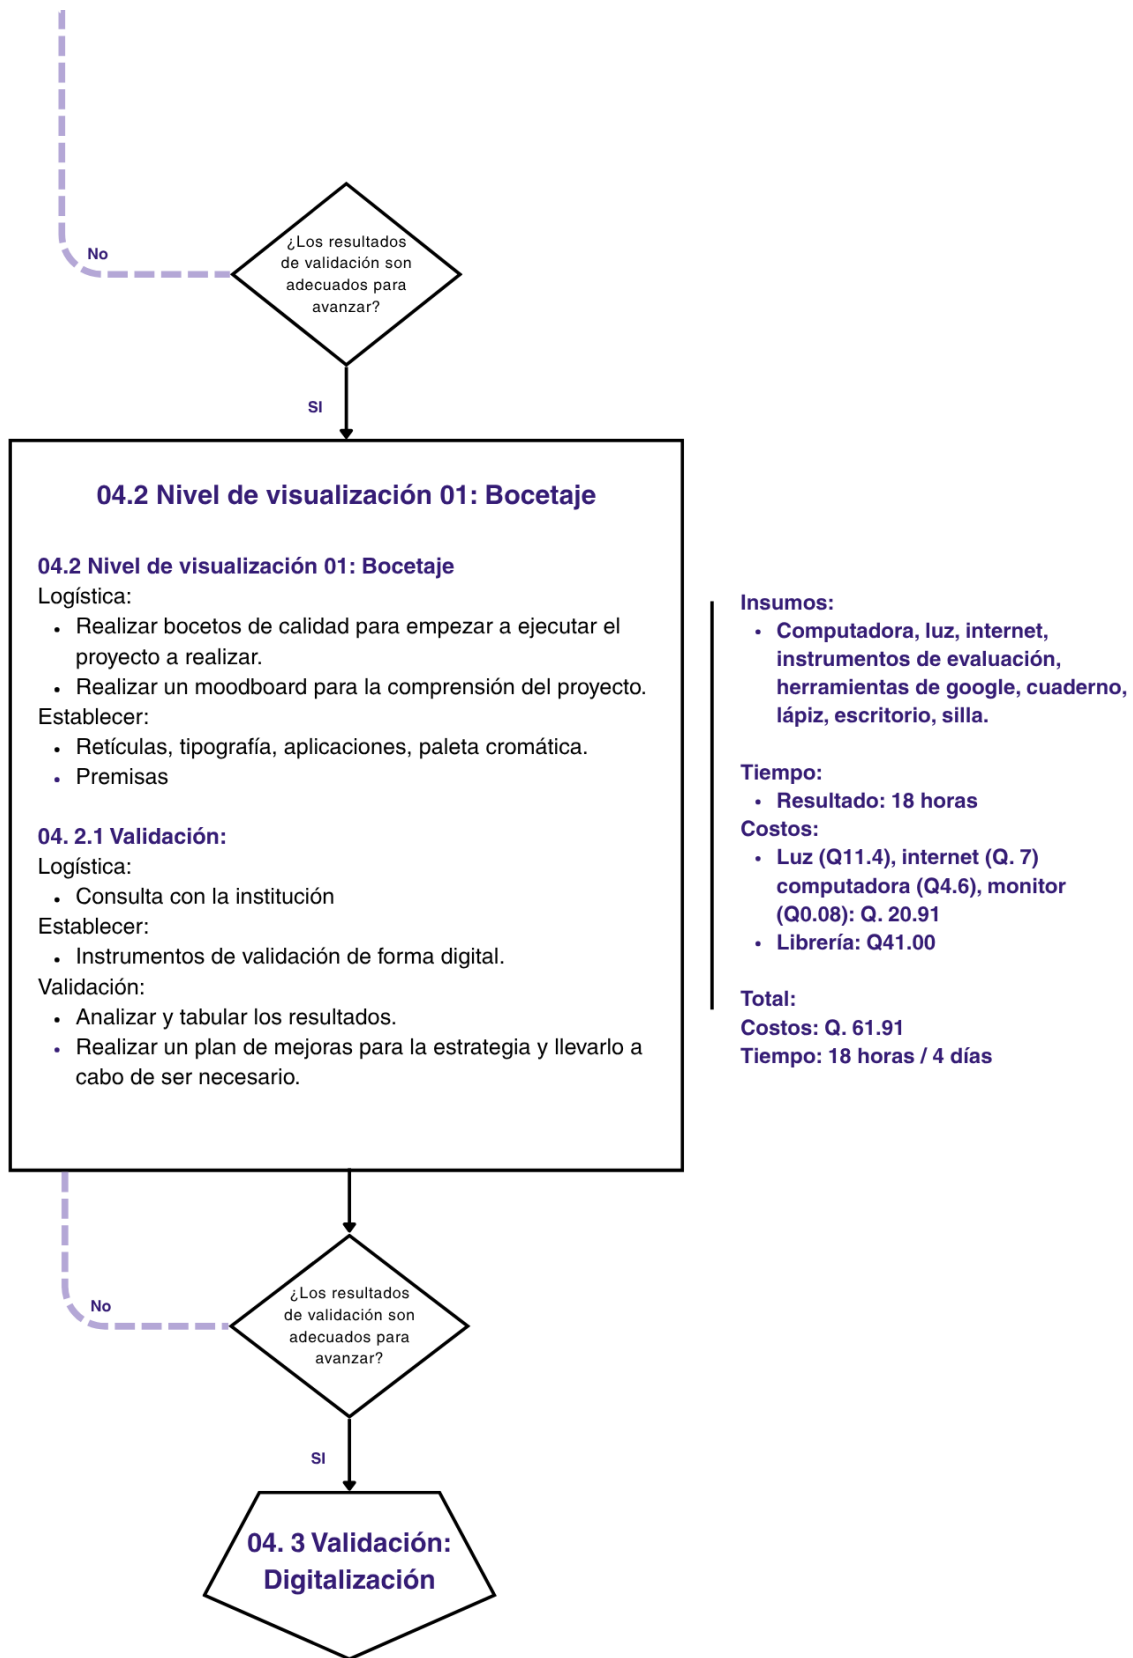 ¿Los resultados
de validación son
adecuados para
avanzar?
No
SI
04.2 Nivel de visualización 01: Bocetaje
04.2 Nivel de visualización 01: Bocetaje
Logística:
• Realizar bocetos de calidad para empezar a ejecutar el
proyecto a realizar.
• Realizar un moodboard para la comprensión del proyecto.
Establecer:
• Retículas, tipografía, aplicaciones, paleta cromática.
• Premisas
04. 2.1 Validación:
Logística:
• Consulta con la institución
Establecer:
• Instrumentos de validación de forma digital.
Validación:
• Analizar y tabular los resultados.
• Realizar un plan de mejoras para la estrategia y llevarlo a
cabo de ser necesario.
Insumos:
• Computadora, luz, internet,
instrumentos de evaluación,
herramientas de google, cuaderno,
lápiz, escritorio, silla.
Tiempo:
• Resultado: 18 horas
Costos:
• Luz (Q11.4), internet (Q. 7)
computadora (Q4.6), monitor
(Q0.08): Q. 20.91
• Librería: Q41.00
Total:
Costos: Q. 61.91
Tiempo: 18 horas / 4 días
¿Los resultados
de validación son
adecuados para
avanzar?
No
SI
04. 3 Validación:
Digitalización